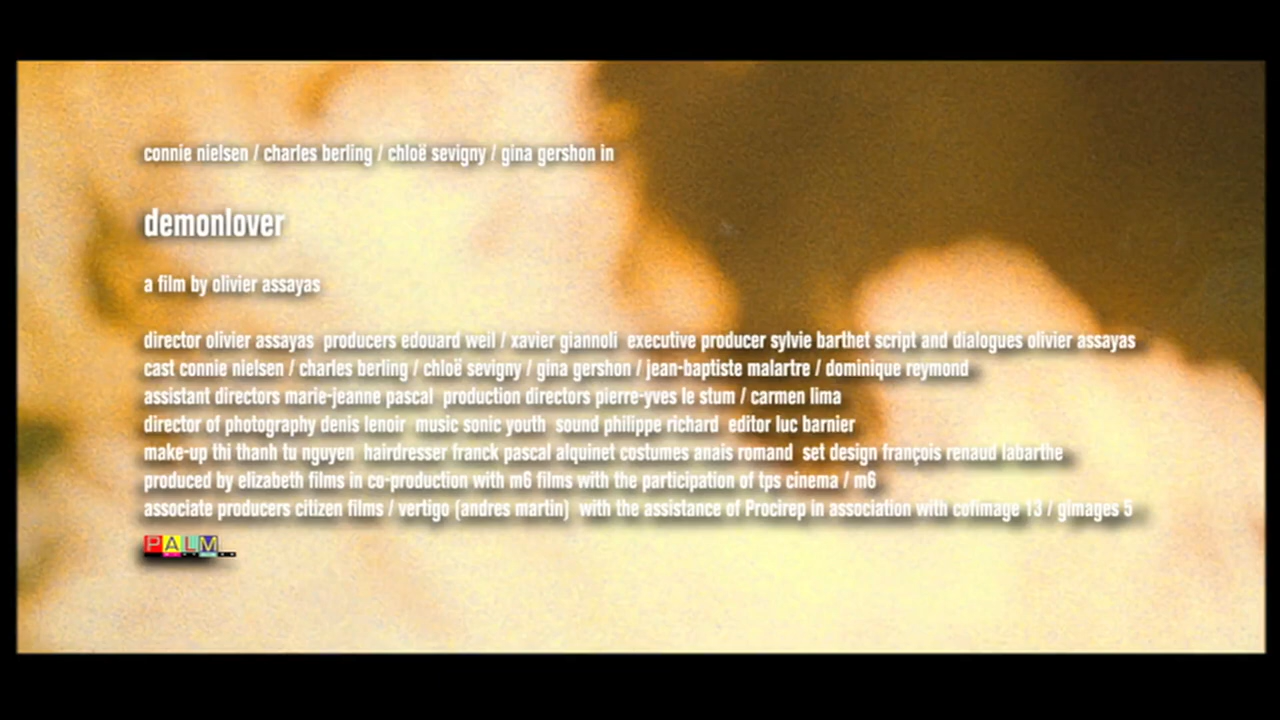 connie nielsen / charles berling / chloë sevigny / gina gershon in
demonlover
a film by olivier assayas
director olivier assayas producers edouard weil / xavier giannoli executive producer sylvie barthet script and dialogues olivier assayas
cast connie nielsen / charles berling / chloë sevigny / gina gershon / jean-baptiste malartre / dominique reymond
assistant directors marie-jeanne pascal production directors pierre-yves le stum / carmen lima
director of photography denis lenoir music sonic youth sound philippe richard editor luc barnier
make-up thi thanh tu nguyen hairdresser franck pascal alquinet costumes anais romand set design françois renaud labarthe
produced by elizabeth films in co-production with m6 films with the participation of tps cinema / m6
associate producers citizen films / vertigo (andres martin) with the assistance of Procirep in association with cofimage 13 / gimages 5
PALM